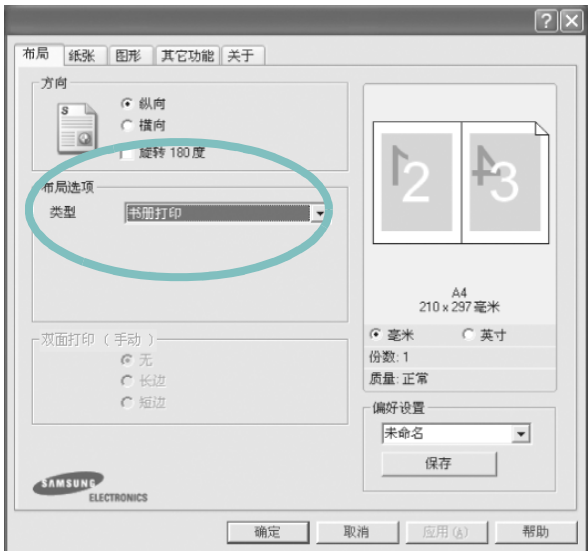 布局 纸张 图形 其它功能 关于
方向
S
纵向
横向
旋转 180 度
布局选项
类型 书册打印
双面打印 （ 手动 ）
无
长边
短边
1 2 4 3
A4
210 x 297 毫米
毫米 英寸
份数: 1
质量: 正常
偏好设置
未命名
保存
SAMSUNG
ELECTRONICS
确定 取消 应用 (A) 帮助